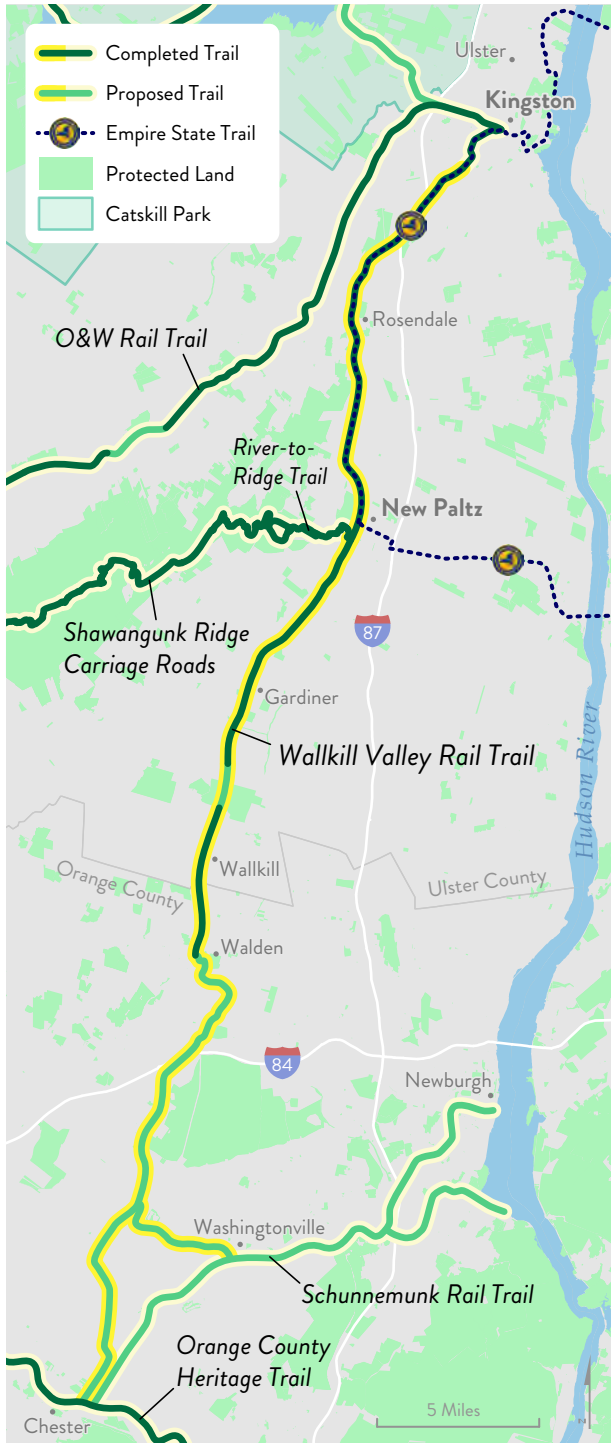 Completed Trail
Proposed Trail
Empire State Trail
Protected Land
Catskill Park
Ulster
Kingston
Rosendale
O&W Rail Trail
River-to-
Ridge Trail
New Paltz
Shawangunk Ridge
Carriage Roads
87
Gardiner
Wallkill Valley Rail Trail
Hudson River
Wallkill
Orange County
Ulster County
Walden
84
Newburgh
Washingtonville
Schunnemunk Rail Trail
Orange County
Heritage Trail
5 Miles
Chester
N